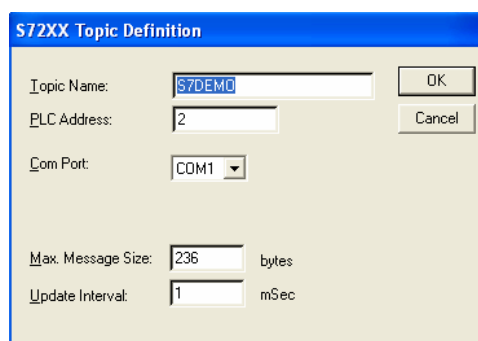 S72XX Topic Definition
Topic Name: S7DEMO OK
PLC Address: 2 Cancel
Com Port: COM1
Max. Message Size: 236 bytes
Update Interval: 1 mSec